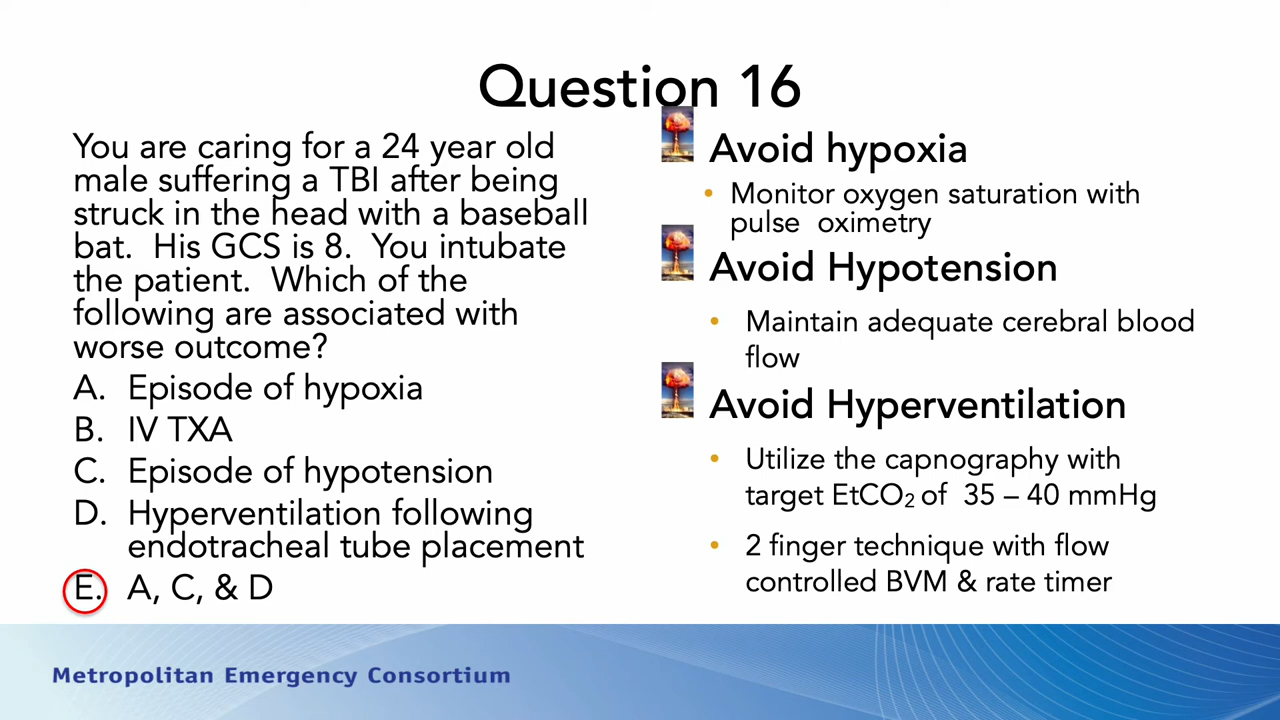 Question 16
You are caring for a 24 year old
male suffering a TBI after being
struck in the head with a baseball
bat.  His GCS is 8.  You intubate
the patient.  Which of the
following are associated with
worse outcome?
A. Episode of hypoxia
B. IV TXA
C. Episode of hypotension
D. Hyperventilation following
endotracheal tube placement
E. A, C, & D
Avoid hypoxia
• Monitor oxygen saturation with
pulse  oximetry
Avoid Hypotension
• Maintain adequate cerebral blood
flow
Avoid Hyperventilation
• Utilize the capnography with
target EtCO₂ of  35 – 40 mmHg
• 2 finger technique with flow
controlled BVM & rate timer
Metropolitan Emergency Consortium